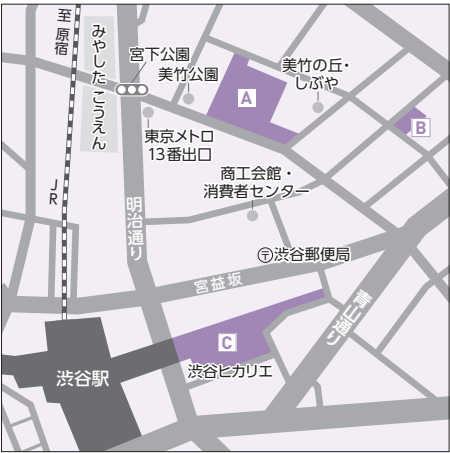 至
原宿
みやした こうえん
宮下公園
美竹公園
美竹の丘・
しぶや
A
B
東京メトロ
13番出口
商工会館・
消費者センター
JR
明治通り
〒渋谷郵便局
宮益坂
青山通り
C
渋谷ヒカリエ
渋谷駅